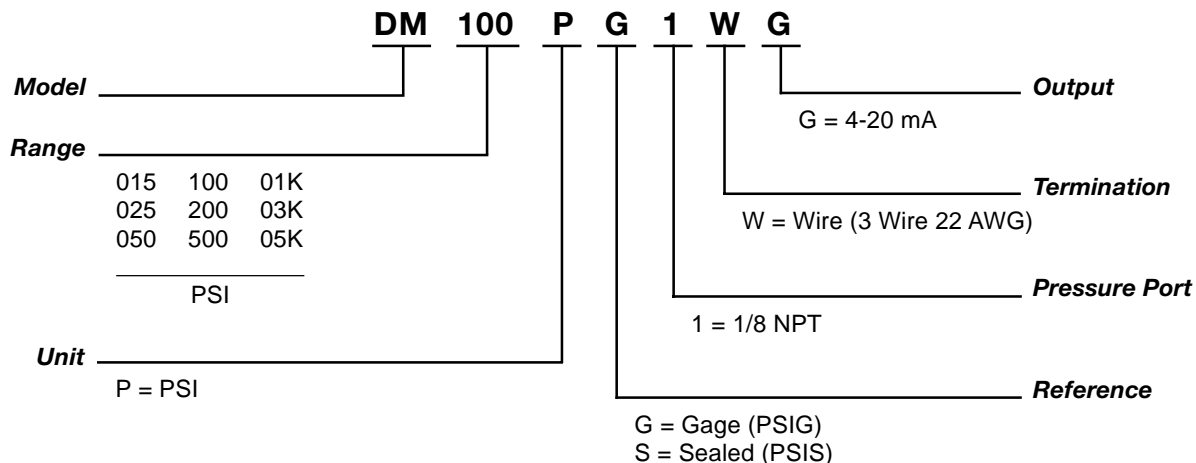 DM 100 P G 1 W G
Model
Output
G = 4-20 mA
Range
015 100 01K
025 200 03K
050 500 05K
PSI
Termination
W = Wire (3 Wire 22 AWG)
Pressure Port
1 = 1/8 NPT
Unit
P = PSI
Reference
G = Gage (PSIG)
S = Sealed (PSIS)